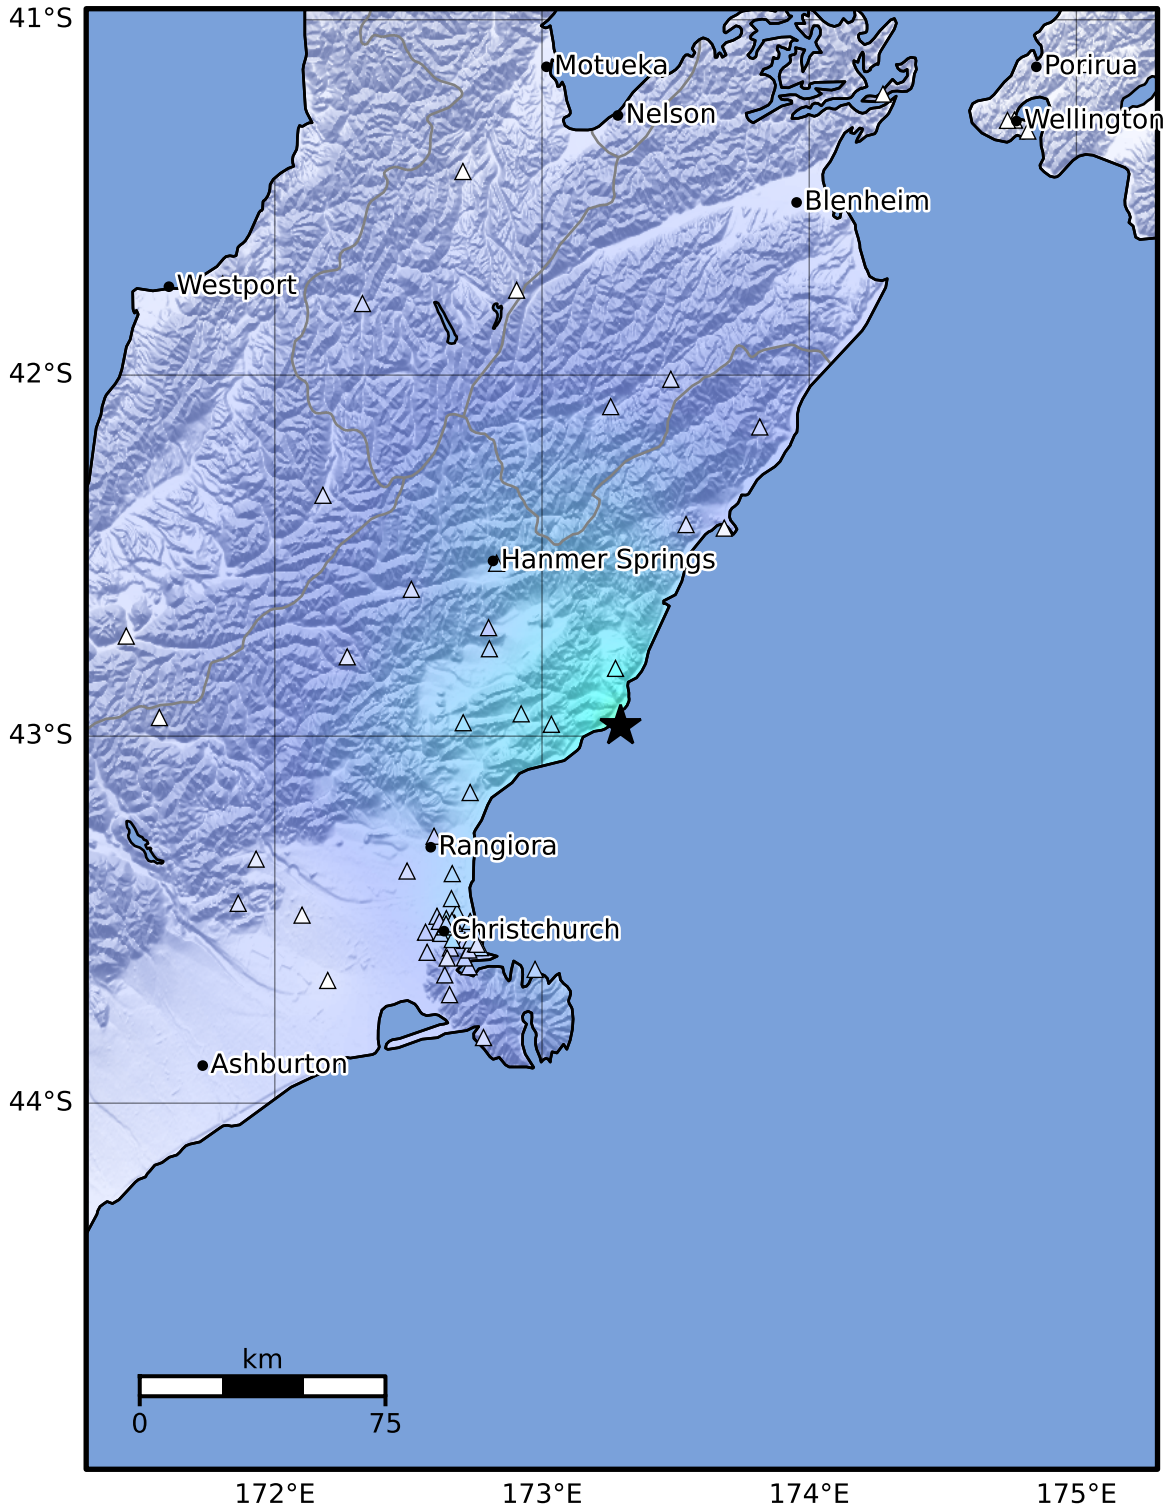 41°S
Motueka
Porirua
Nelson
Wellington
Blenheim
Westport
42°S
Hanmer Springs
43°S
Rangiora
Christchurch
Ashburton
44°S
km
0 75
172°E 173°E 174°E 175°E